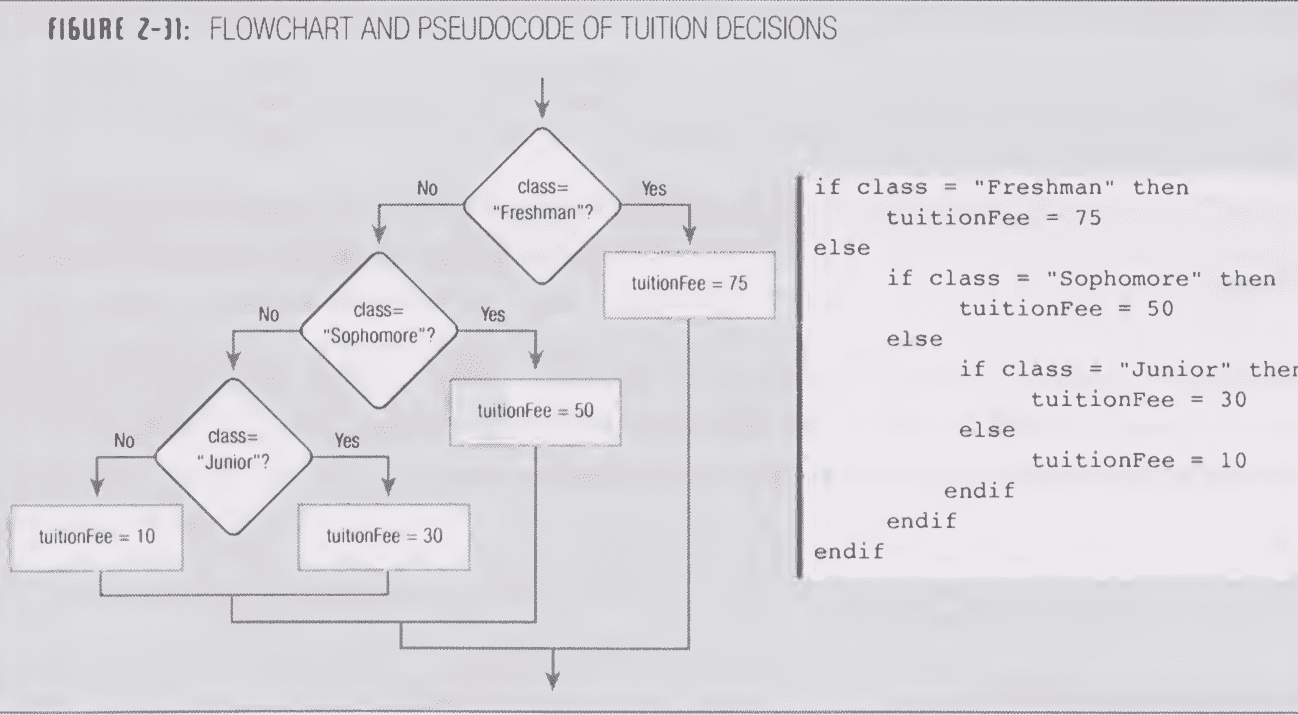 FIGURE 2-31: FLOWCHART AND PSEUDOCODE OF TUITION DECISIONS
class=
"Freshman"?
No
Yes
tuitionFee = 75
class=
"Sophomore"?
No
Yes
tuitionFee = 50
class=
"Junior"?
No
Yes
tuitionFee = 10
tuitionFee = 30
if class = "Freshman" then
tuitionFee = 75
else
if class = "Sophomore" then
tuitionFee = 50
else
if class = "Junior" then
tuitionFee = 30
else
tuitionFee = 10
endif
endif
endif